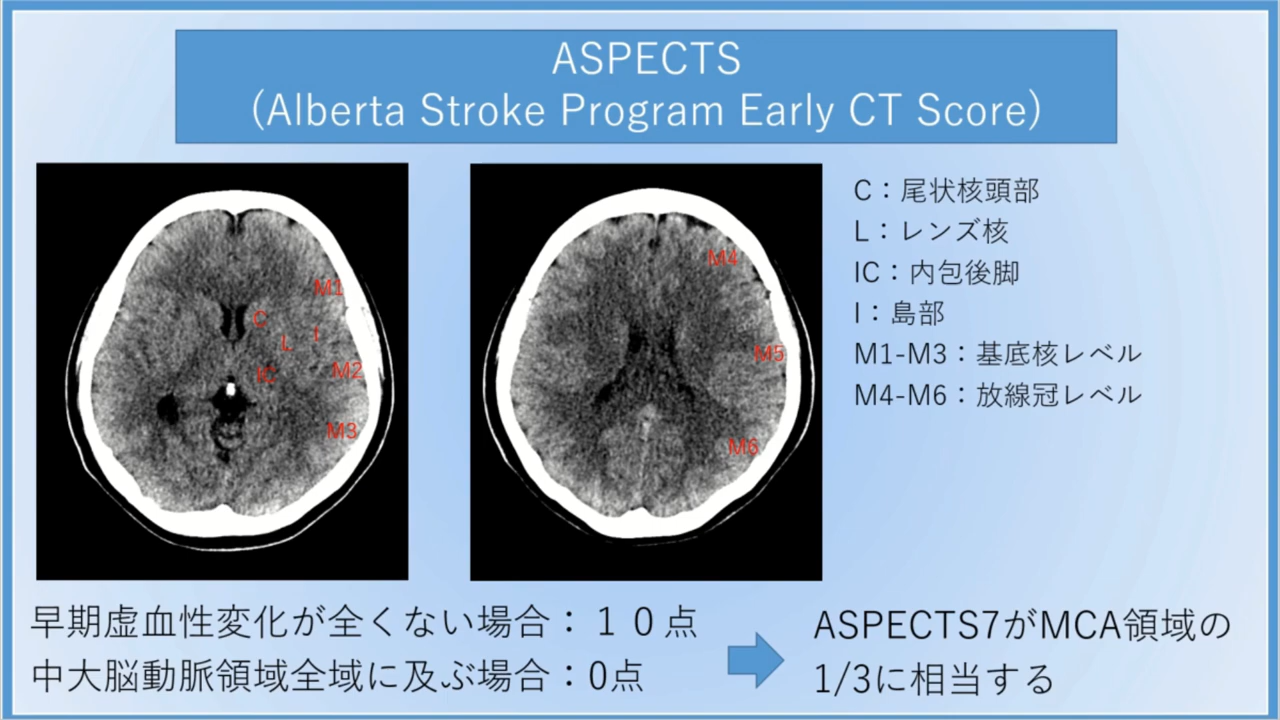 ASPECTS
(Alberta Stroke Program Early CT Score)
M1
C
I
L
M2
IC
M3
M4
M5
M6
C：尾状核頭部
L：レンズ核
IC：内包後脚
I：島部
M1-M3：基底核レベル
M4-M6：放線冠レベル
早期虚血性変化が全くない場合：１０点
中大脳動脈領域全域に及ぶ場合：0点
ASPECTS7がMCA領域の
1/3に相当する